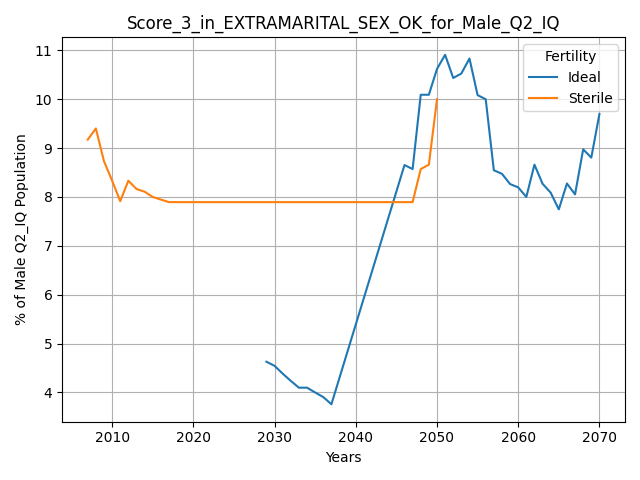 Score_3_in_EXTRAMARITAL_SEX_OK_for_Male_Q2_IQ
Fertility
Ideal
Sterile
% of Male Q2_IQ Population
11
10
9
8
7
6
5
4
2010 2020 2030 2040 2050 2060 2070
Years